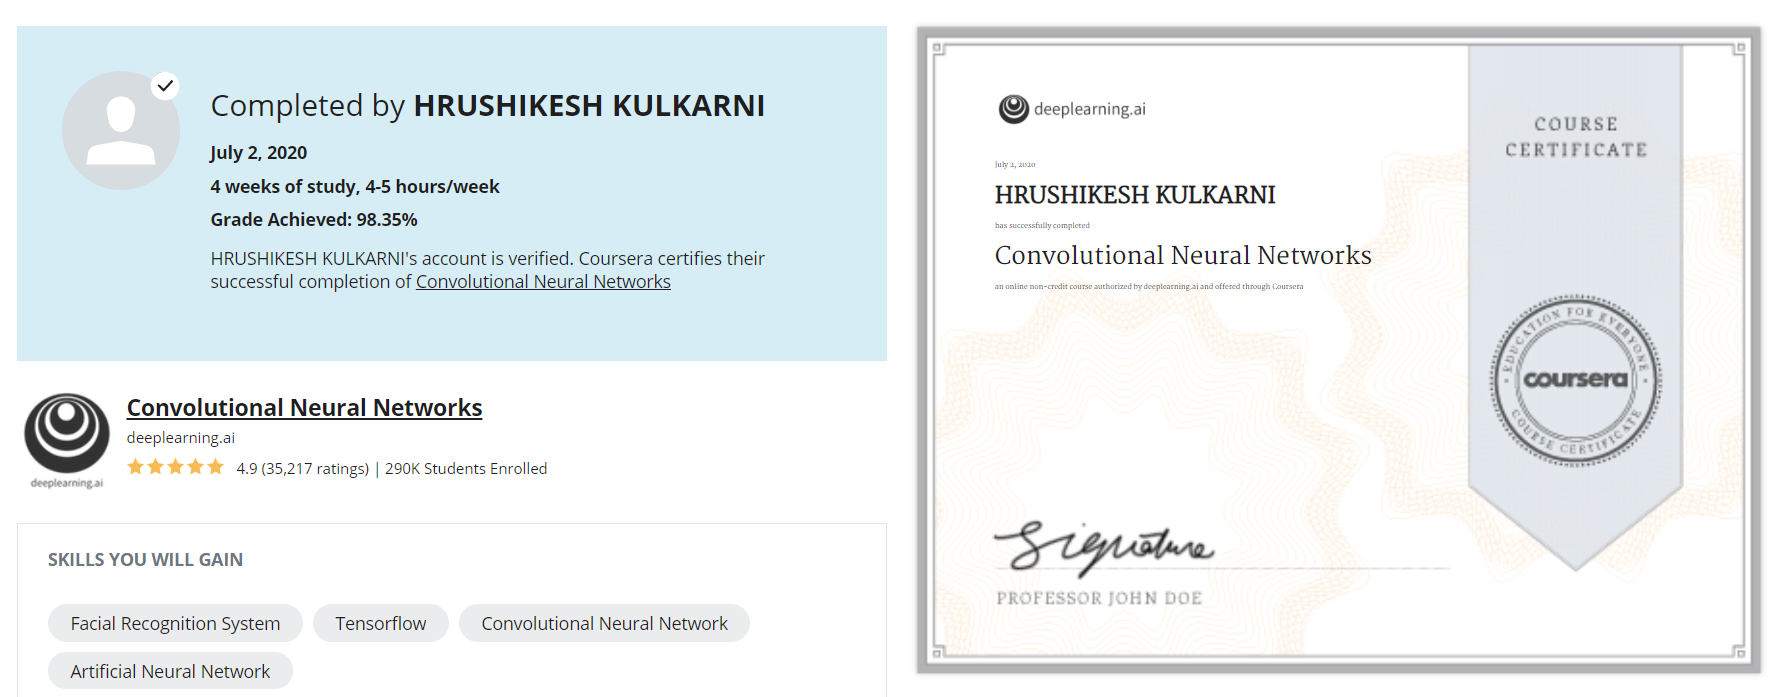 Completed by HRUSHIKESH KULKARNI
July 2, 2020
4 weeks of study, 4-5 hours/week
Grade Achieved: 98.35%
HRUSHIKESH KULKARNI's account is verified. Coursera certifies their
successful completion of Convolutional Neural Networks
deeplearning.ai
Convolutional Neural Networks
deeplearning.ai
4.9 (35,217 ratings) | 290K Students Enrolled
SKILLS YOU WILL GAIN
Facial Recognition System
Tensorflow
Convolutional Neural Network
Artificial Neural Network
deeplearning.ai
July 2, 2020
HRUSHIKESH KULKARNI
has successfully completed
Convolutional Neural Networks
an online non-credit course authorized by deeplearning.ai and offered through Coursera
Signature
PROFESSOR JOHN DOE
COURSE
CERTIFICATE
EDUCATION FOR EVERYONE
coursera
COURSE CERTIFICATE